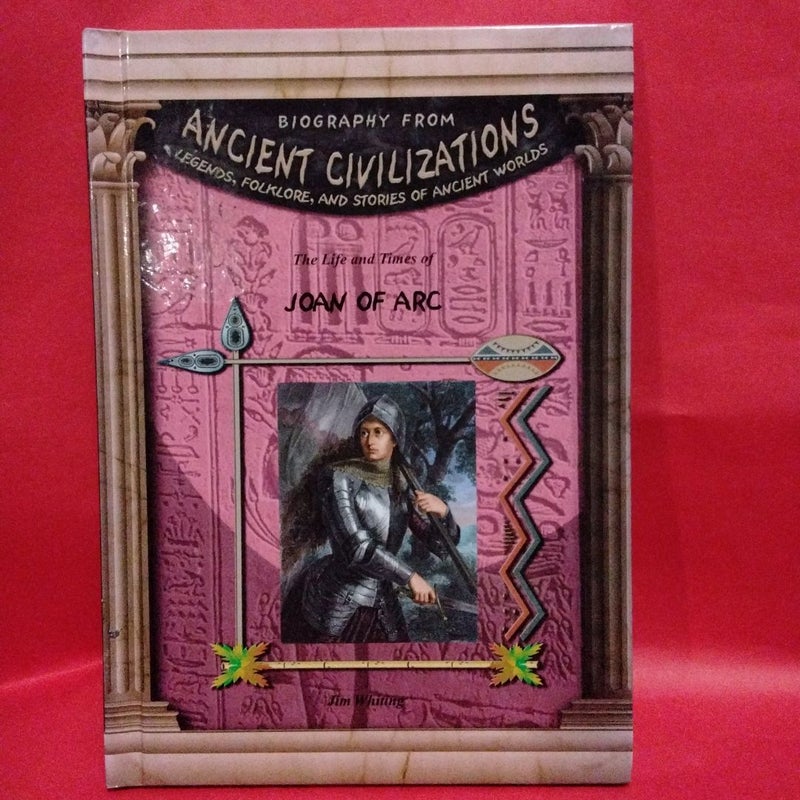 BIOGRAPHY FROM
ANCIENT CIVILIZATIONS
LEGENDS, FOLKLORE, AND STORIES OF ANCIENT WORLDS
The Life and Times of
JOAN OF ARC
Jim Whiting